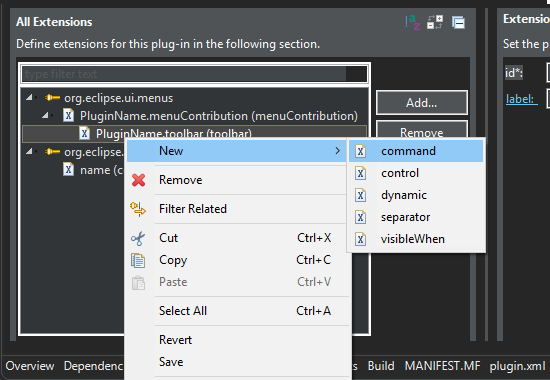 All Extensions
Define extensions for this plug-in in the following section.
type filter text
org.eclipse.ui.menus
PluginName.menuContribution (menuContribution)
PluginName.toolbar (toolbar)
org.eclipse.
name (c
Add...
Remove
New
Remove
Filter Related
Cut Ctrl+X
Copy Ctrl+C
Paste Ctrl+V
Select All Ctrl+A
Revert
Save
command
control
dynamic
separator
visibleWhen
Extension
Set the p
id*:
label:
Overview Dependenc s Build MANIFEST.MF plugin.xml